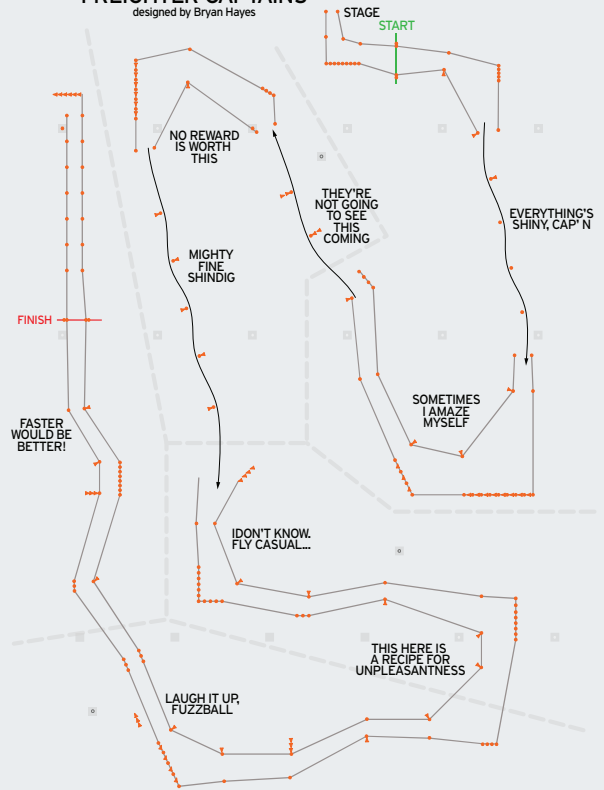 FREIGHTER CAPTAINS
designed by Bryan Hayes
STAGE
START
NO REWARD
IS WORTH
THIS
THEY'RE
NOT GOING
TO SEE
THIS
COMING
EVERYTHING'S
SHINY, CAP' N
MIGHTY
FINE
SHINDIG
FINISH
SOMETIMES
I AMAZE
MYSELF
FASTER
WOULD BE
BETTER!
IDON'T KNOW.
FLY CASUAL...
THIS HERE IS
A RECIPE FOR
UNPLEASANTNESS
LAUGH IT UP,
FUZZBALL